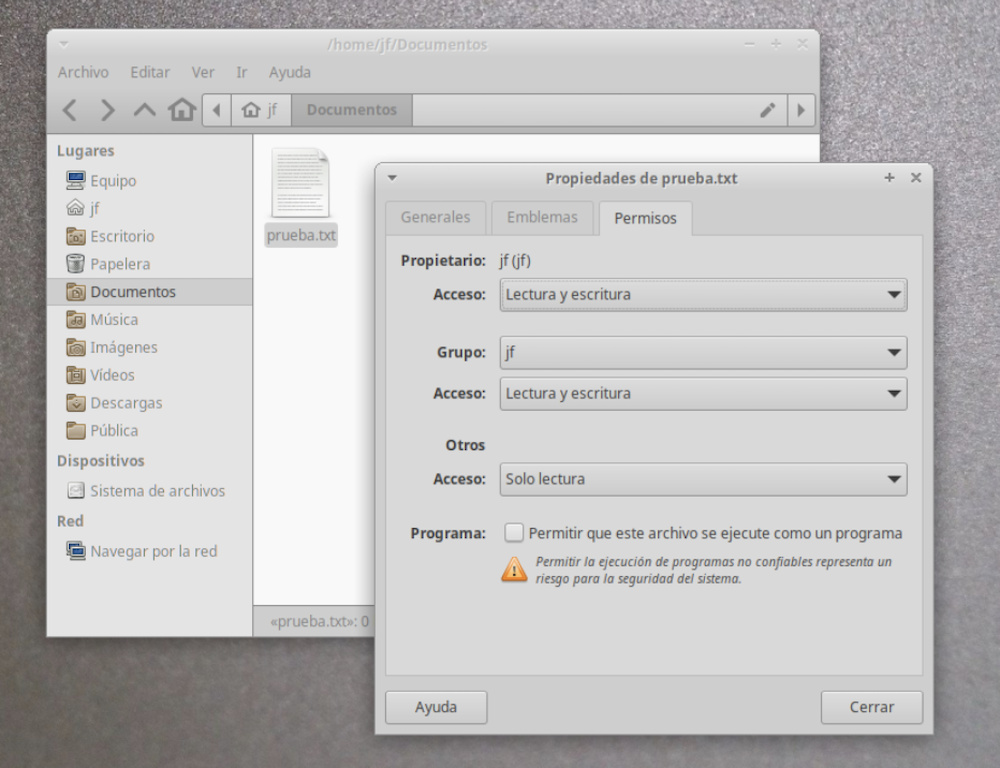 /home/jf/Documentos
Archivo Editar Ver Ir Ayuda
jf Documentos
Lugares
Equipo
jf
Escritorio
Papelera
Documentos
Música
Imágenes
Vídeos
Descargas
Pública
Dispositivos
Sistema de archivos
Red
Navegar por la red
prueba.txt
«prueba.txt»: 0
Propiedades de prueba.txt
Generales Emblemas Permisos
Propietario: jf (jf)
Acceso: Lectura y escritura
Grupo: jf
Acceso: Lectura y escritura
Otros
Acceso: Solo lectura
Programa: Permitir que este archivo se ejecute como un programa
Permitir la ejecución de programas no confiables representa un
riesgo para la seguridad del sistema.
Ayuda Cerrar